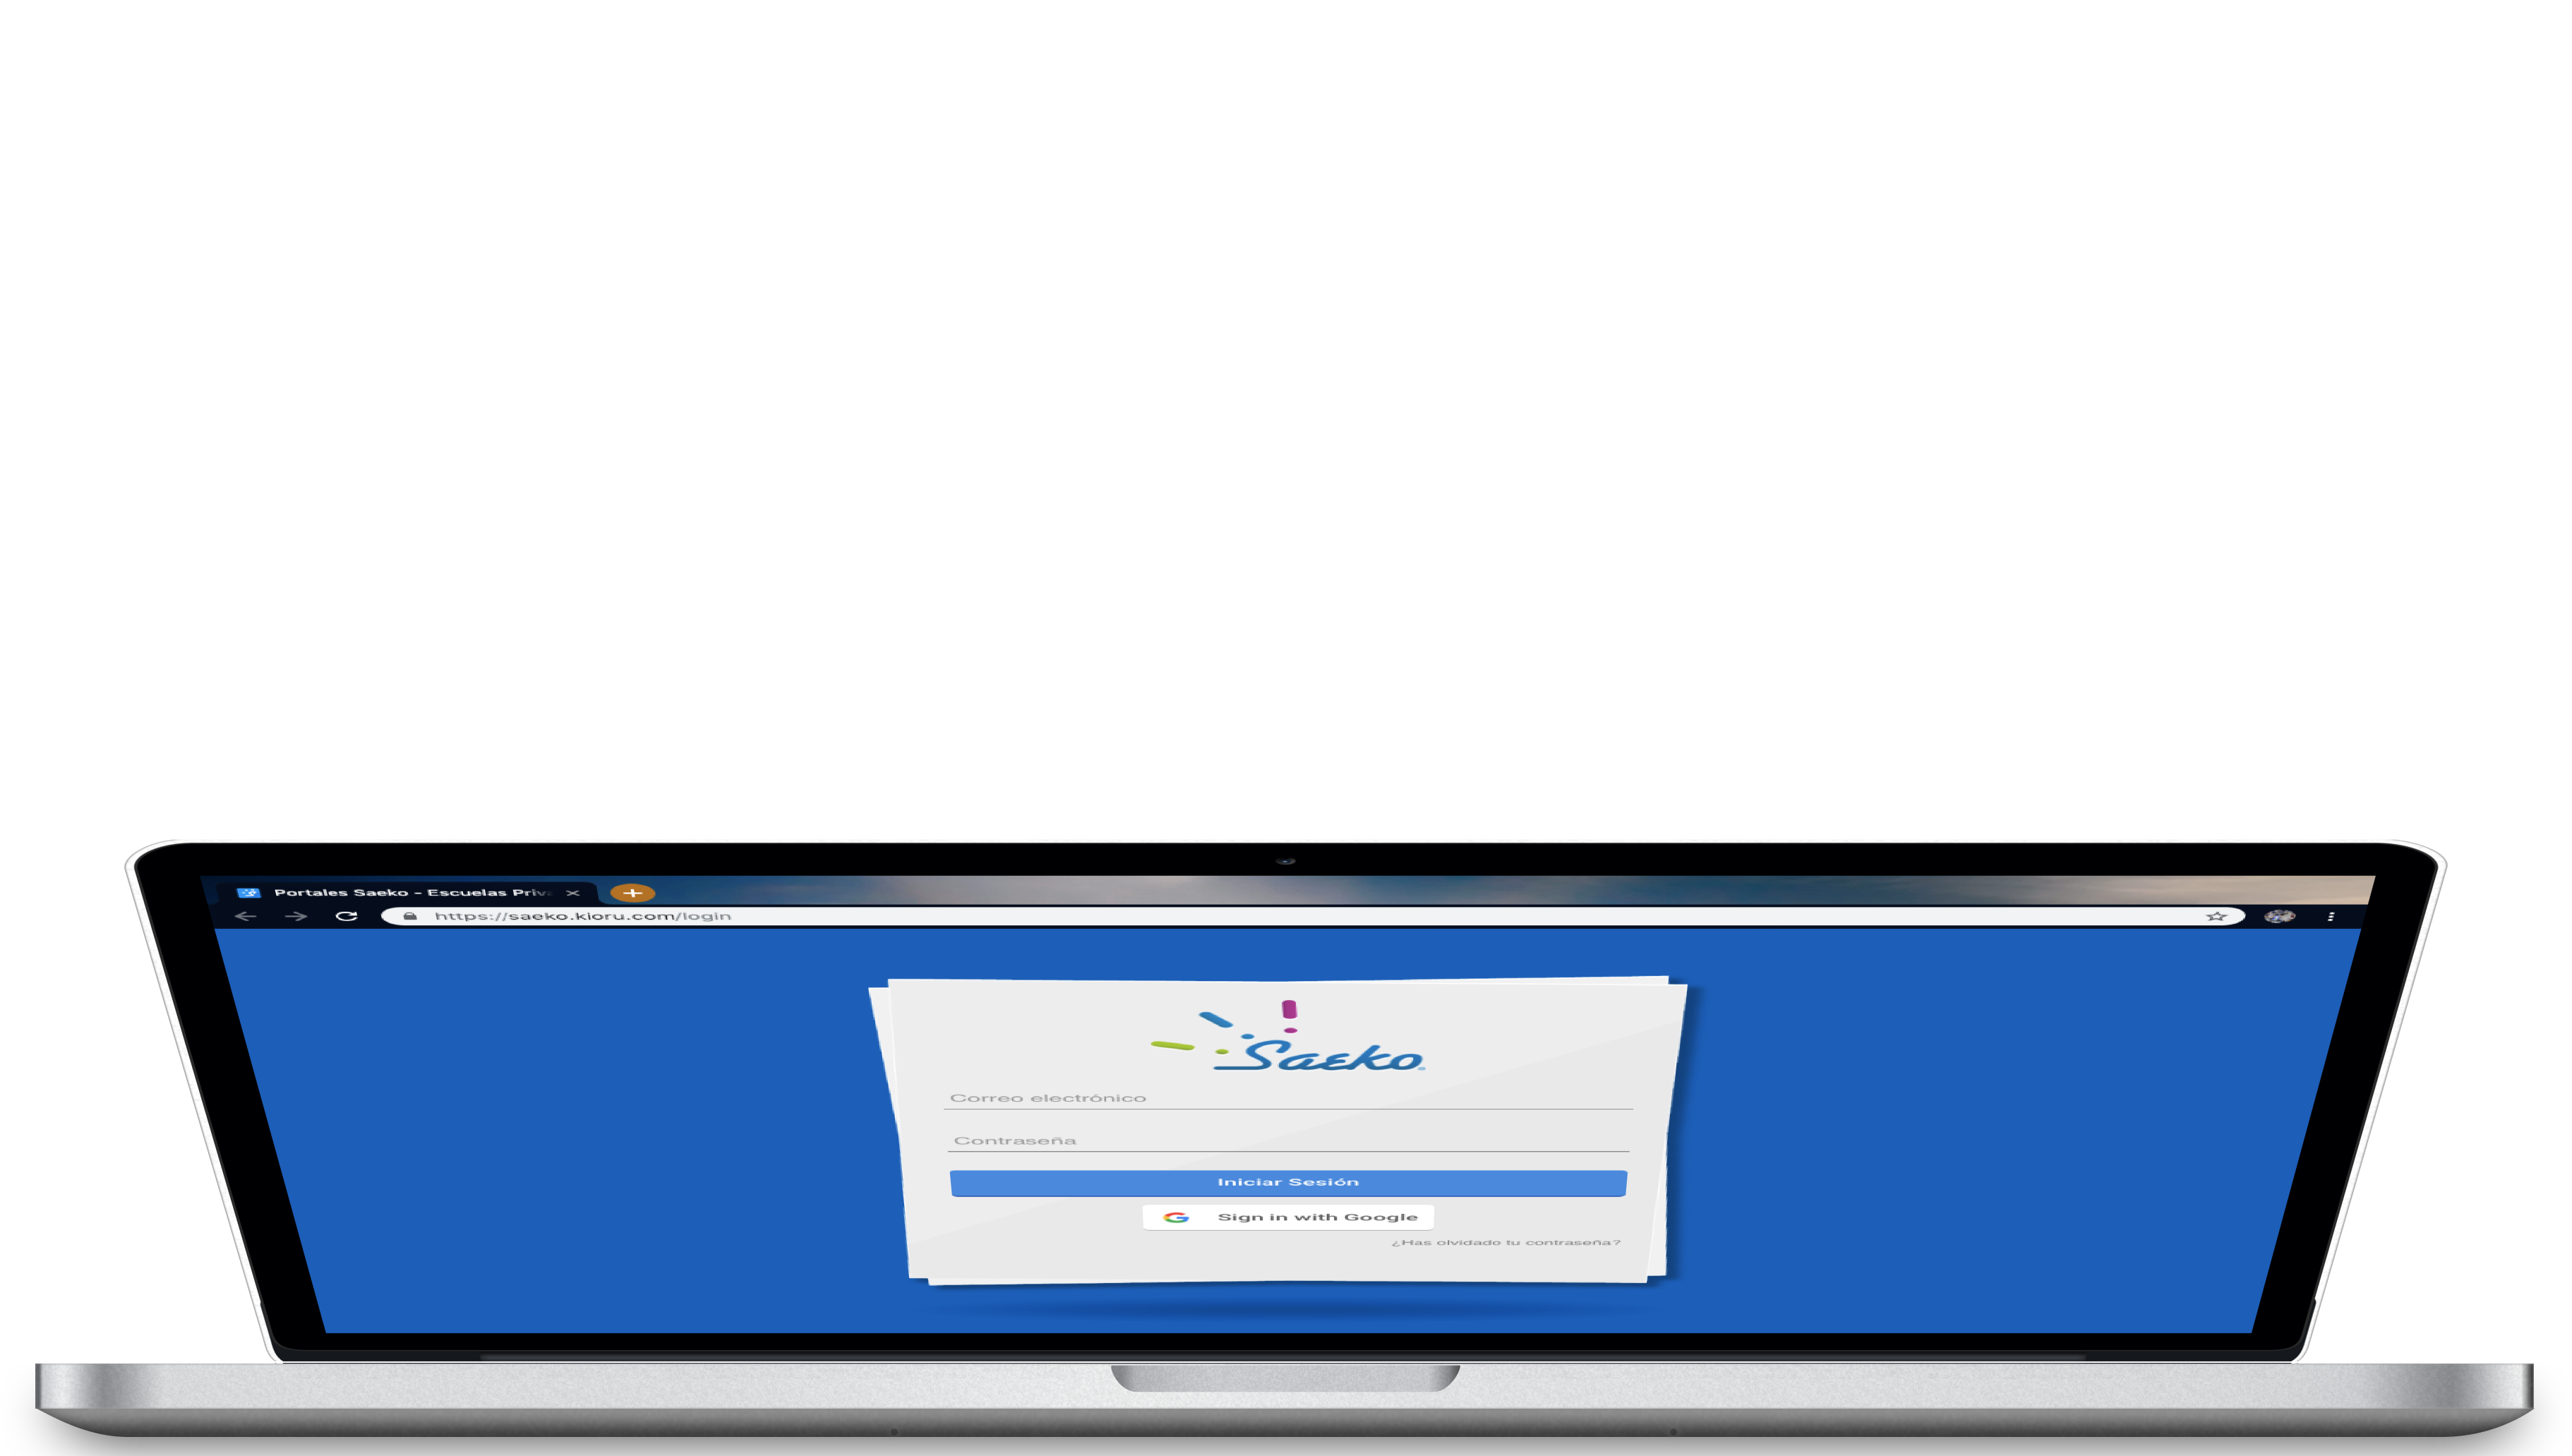 Portales Saeko - Escuelas Priv
https://saeko.kioru.com/login
Saeko
Correo electrónico
Contraseña
Iniciar Sesión
Sign in with Google
¿Has olvidado tu contraseña?